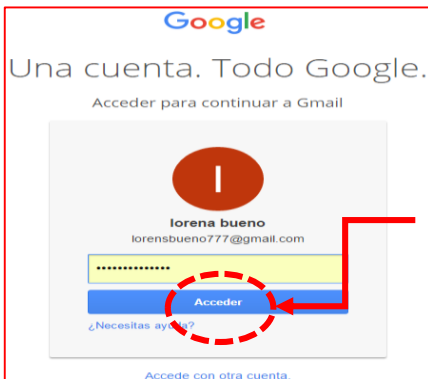 Google
Una cuenta. Todo Google.
Acceder para continuar a Gmail
l
lorena bueno
lorensbueno777@gmail.com
••••••••••••••
Acceder
¿Necesitas ayuda?
Accede con otra cuenta.